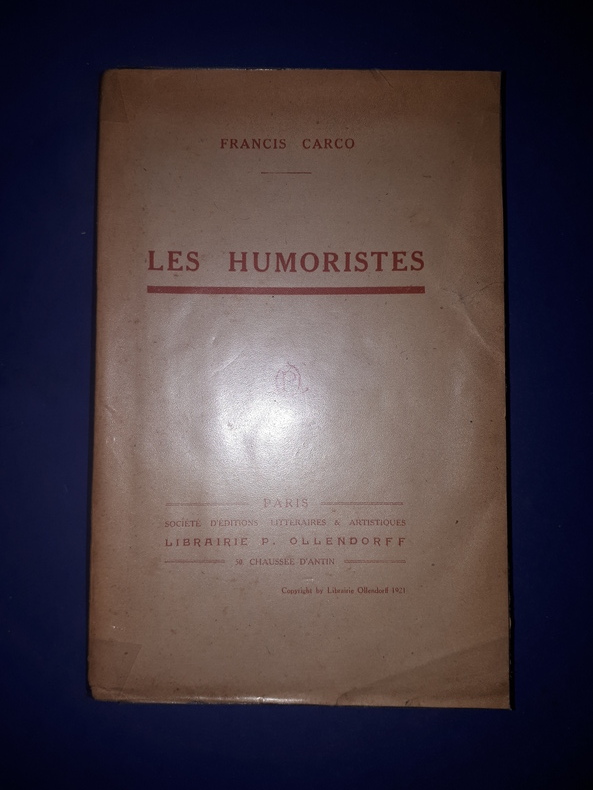 FRANCIS CARCO
LES HUMORISTES
PARIS
SOCIÉTÉ D'ÉDITIONS LITTÉRAIRES & ARTISTIQUES
LIBRAIRIE P. OLLENDORFF
50 CHAUSSÉE D'ANTIN
Copyright by Librairie Ollendorff 1921